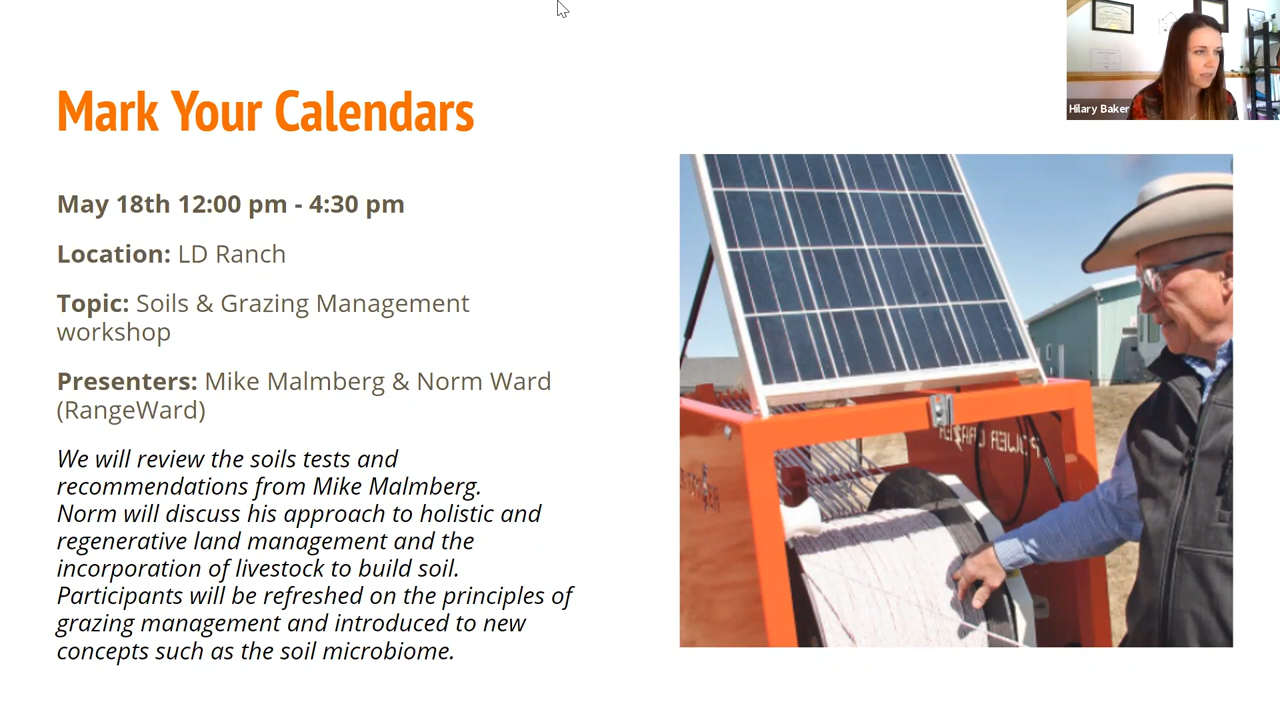 Mark Your Calendars
Hilary Baker
May 18th 12:00 pm - 4:30 pm
Location: LD Ranch
Topic: Soils & Grazing Management
workshop
Presenters: Mike Malmberg & Norm Ward
(RangeWard)
We will review the soils tests and
recommendations from Mike Malmberg.
Norm will discuss his approach to holistic and
regenerative land management and the
incorporation of livestock to build soil.
Participants will be refreshed on the principles of
grazing management and introduced to new
concepts such as the soil microbiome.